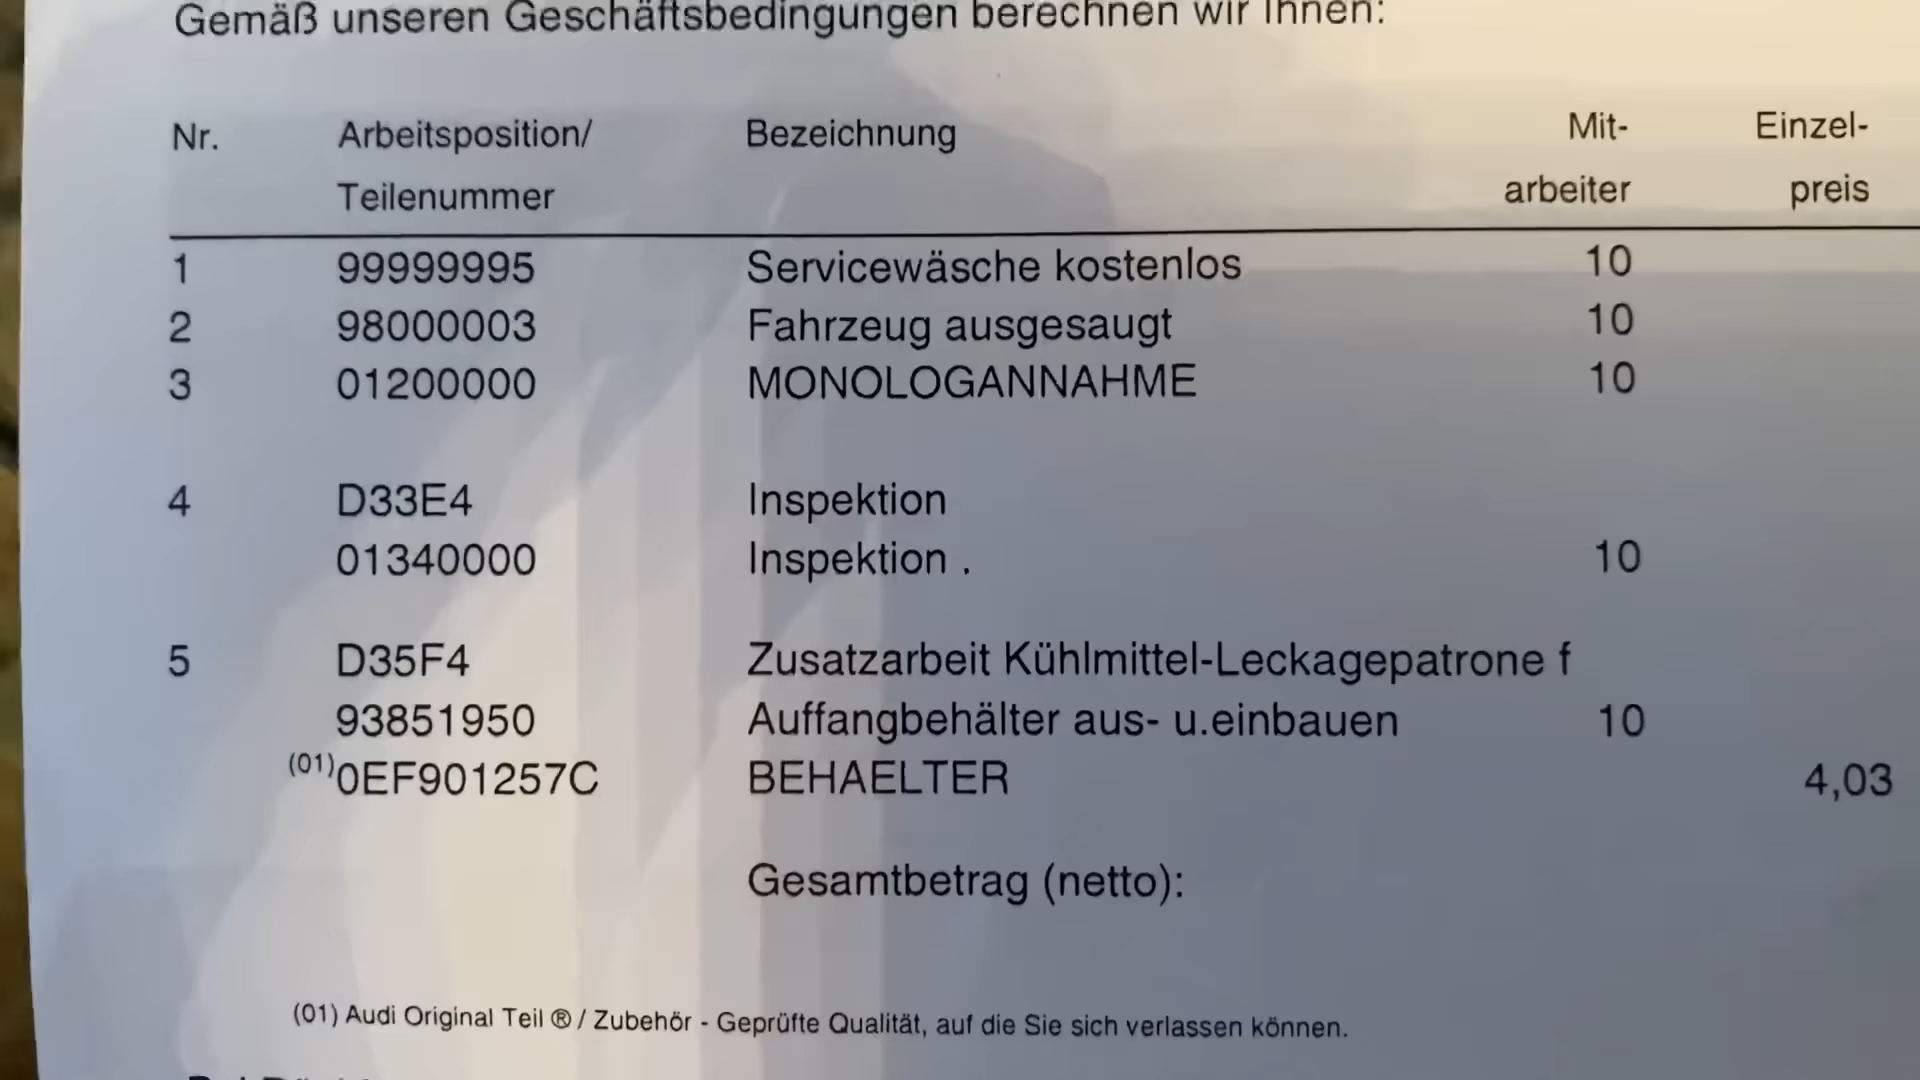 Gemäß unseren Geschäftsbedingungen berechnen wir Ihnen:
Nr. Arbeitsposition/ Bezeichnung Mit- Einzel-
Teilenummer arbeiter preis
1 99999995 Servicewäsche kostenlos 10
2 98000003 Fahrzeug ausgesaugt 10
3 01200000 MONOLOGANNAHME 10
4 D33E4 Inspektion
01340000 Inspektion . 10
5 D35F4 Zusatzarbeit Kühlmittel-Leckagepatrone f
93851950 Auffangbehälter aus- u.einbauen 10
(01) 0EF901257C BEHAELTER 4,03
Gesamtbetrag (netto):
(01) Audi Original Teil ® / Zubehör - Geprüfte Qualität, auf die Sie sich verlassen können.